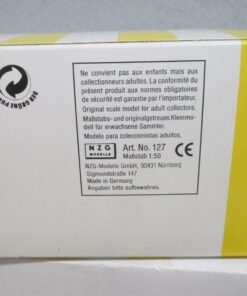 DER GRÜNE PUN
Ne convient pas aux enfants mais aux
collectionneurs adultes. La conformité du
présent produit aux normes obligatoires
de sécurité est garantie par l'importateur.
Original scale model for adult collectors.
Maßstabs- und originalgetreues Kleinmo-
dell für erwachsene Sammler.
Modelo para coleccionistas adultos.
NZG
MODELLE
Art. No. 127
Maßstab 1:50
CE
NZG-Modelle GmbH, 90431 Nürnberg
Sigmundstraße 147
Made in Germany
Angaben bitte aufbewahren.